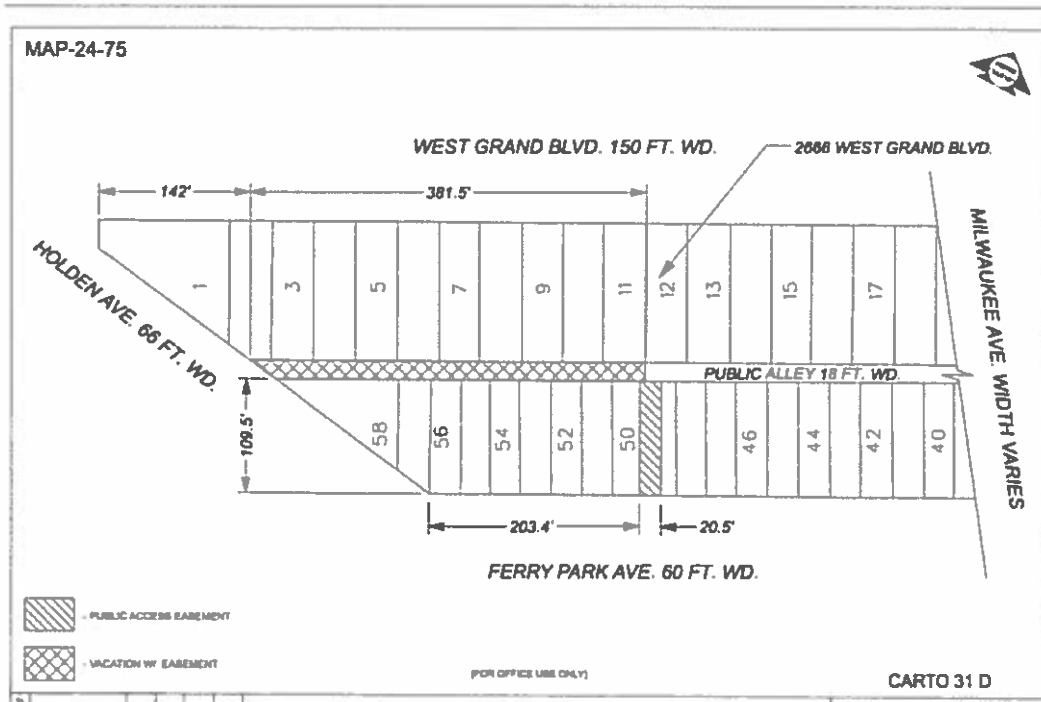 MAP-24-75
WEST GRAND BLVD. 150 FT. WD.
2668 WEST GRAND BLVD.
142'
381.5'
HOLDEN AVE. 66 FT. WD.
MILWAUKEE AVE. WIDTH VARIES
1
3
5
7
9
11
12
13
15
17
PUBLIC ALLEY 18 FT. WD.
109.5'
58
56
54
52
50
46
44
42
40
203.4'
20.5'
FERRY PARK AVE. 60 FT. WD.
- PUBLIC ACCESS EASEMENT
- VACATION W/ EASEMENT
(FOR OFFICE USE ONLY)
CARTO 31 D